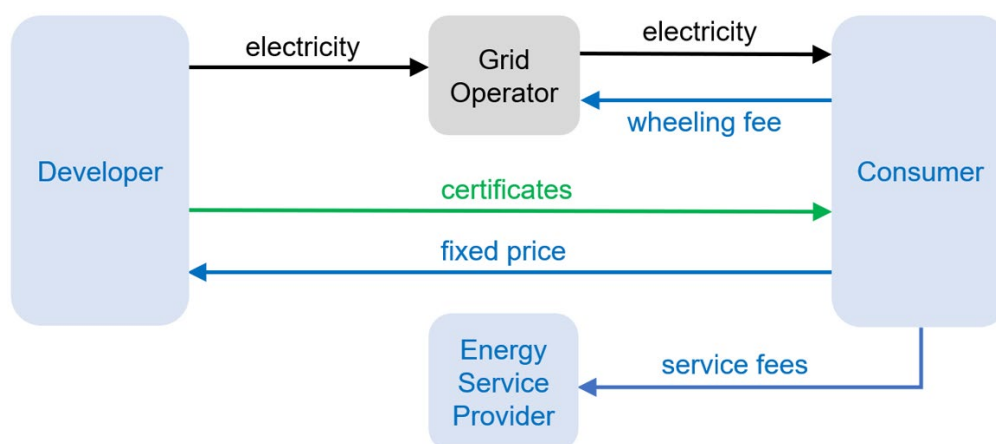 electricity
electricity
Grid
Operator
wheeling fee
Developer
Consumer
certificates
fixed price
Energy
Service
Provider
service fees